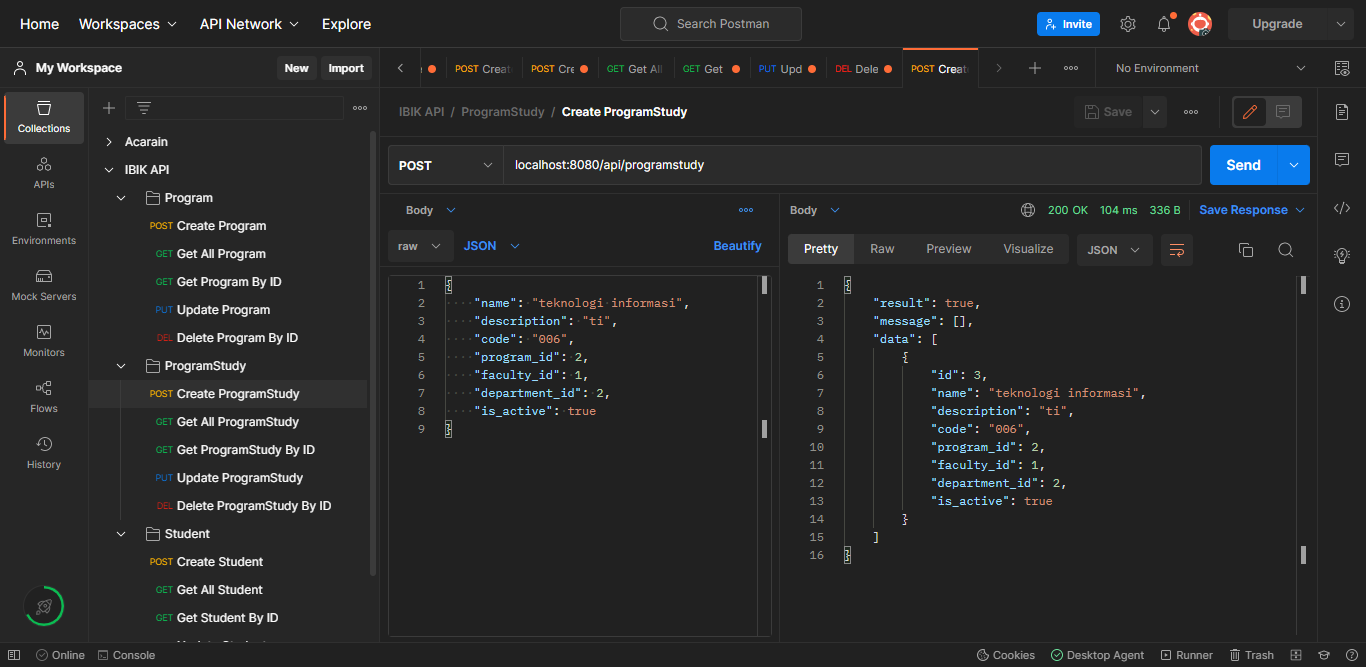 Home Workspaces API Network Explore Search Postman Invite Upgrade
My Workspace New Import
POST Creat POST Cre GET Get All GET Get PUT Upd DEL Dele POST Creat No Environment
Collections
APIs
Environments
Mock Servers
Monitors
Flows
History
Acarain
IBIK API
Program
POST Create Program
GET Get All Program
GET Get Program By ID
PUT Update Program
DEL Delete Program By ID
ProgramStudy
POST Create ProgramStudy
GET Get All ProgramStudy
GET Get ProgramStudy By ID
PUT Update ProgramStudy
DEL Delete ProgramStudy By ID
Student
POST Create Student
GET Get All Student
GET Get Student By ID
IBIK API / ProgramStudy / Create ProgramStudy Save
POST localhost:8080/api/programstudy Send
Body
raw JSON Beautify
1 {
2 "name": "teknologi informasi",
3 "description": "ti",
4 "code": "006",
5 "program_id": 2,
6 "faculty_id": 1,
7 "department_id": 2,
8 "is_active": true
9 }
Body 200 OK 104 ms 336 B Save Response
Pretty Raw Preview Visualize JSON
1 {
2 "result": true,
3 "message": [],
4 "data": [
5 {
6 "id": 3,
7 "name": "teknologi informasi",
8 "description": "ti",
9 "code": "006",
10 "program_id": 2,
11 "faculty_id": 1,
12 "department_id": 2,
13 "is_active": true
14 }
15 ]
16 }
Online Console Cookies Desktop Agent Runner Trash